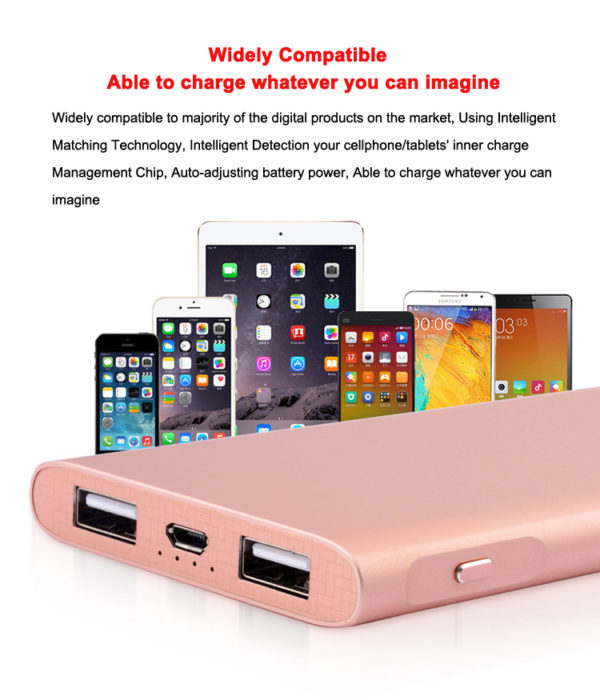 Widely Compatible
Able to charge whatever you can imagine
Widely compatible to majority of the digital products on the market, Using Intelligent
Matching Technology, Intelligent Detection your cellphone/tablets' inner charge
Management Chip, Auto-adjusting battery power, Able to charge whatever you can
imagine
SAMSUNG
00:06
03:03